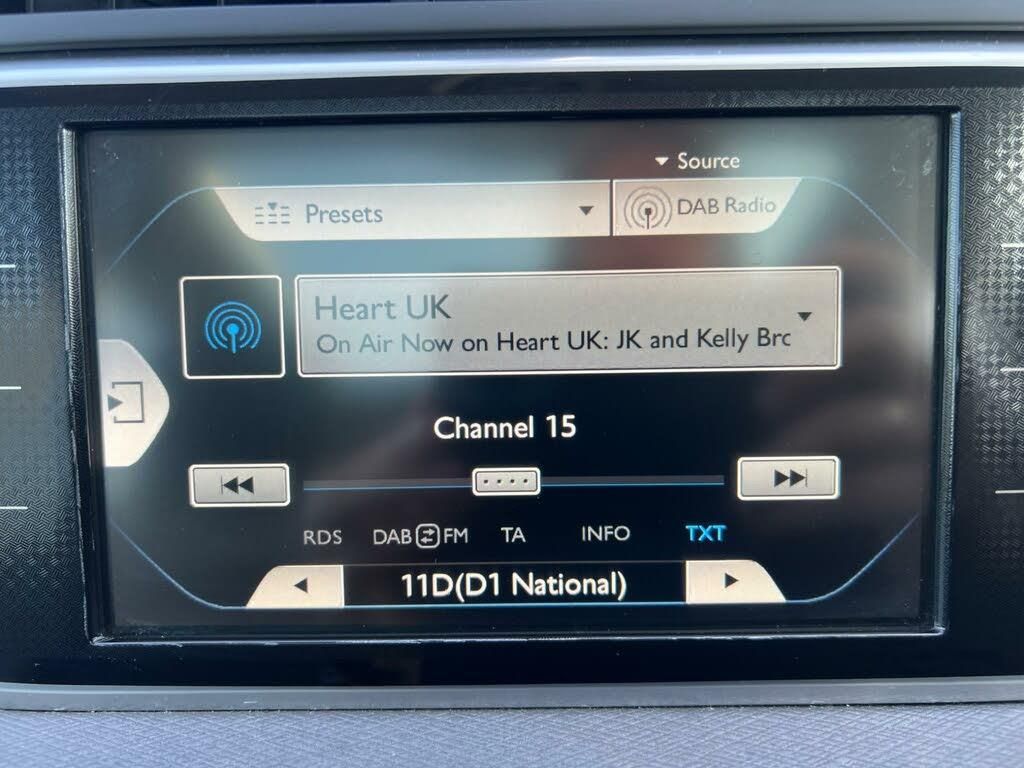 Source
Presets
DAB Radio
Heart UK
On Air Now on Heart UK: JK and Kelly Brc
Channel 15
RDS DAB FM TA INFO TXT
11D(D1 National)